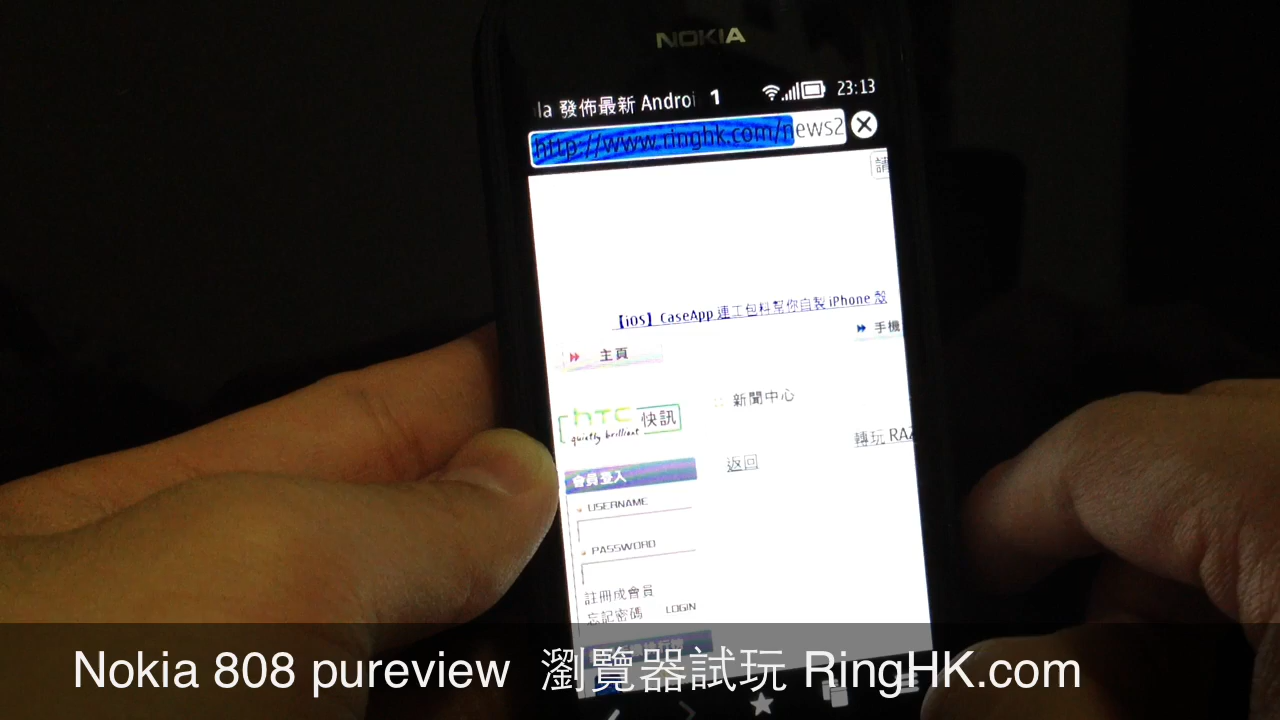 NOKIA
la 發佈最新 Androi 1 23:13
http://www.ringhk.com/news2
請
【iOS】CaseApp 連工包料幫你自製 iPhone 殼
主頁
手機
hTC 快訊
quietly brilliant
新聞中心
轉玩 RAZ
返回
會員登入
USERNAME
PASSWORD
註冊成會員
忘記密碼 LOGIN
Nokia 808 pureview 瀏覽器試玩 RingHK.com